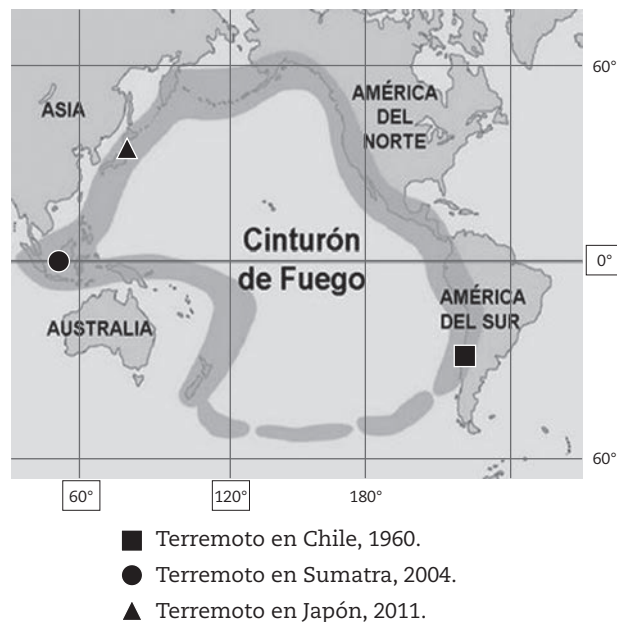 60°
ASIA
AMÉRICA
DEL
NORTE
Cinturón
de Fuego
0°
AMÉRICA
DEL SUR
AUSTRALIA
60°
60°
120°
180°
Terremoto en Chile, 1960.
Terremoto en Sumatra, 2004.
Terremoto en Japón, 2011.